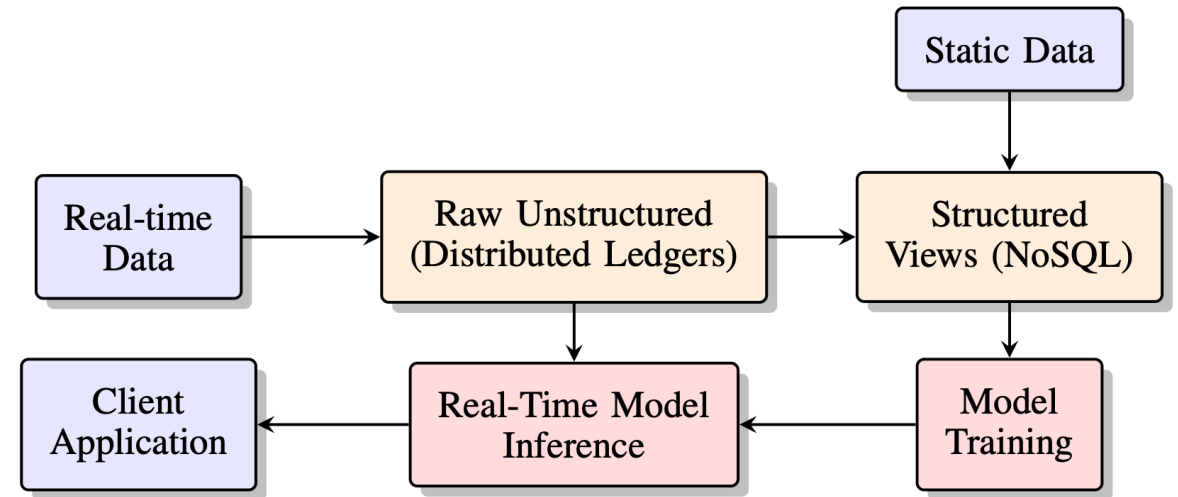 Static Data
Real-time
Data
Raw Unstructured
(Distributed Ledgers)
Structured
Views (NoSQL)
Client
Application
Real-Time Model
Inference
Model
Training